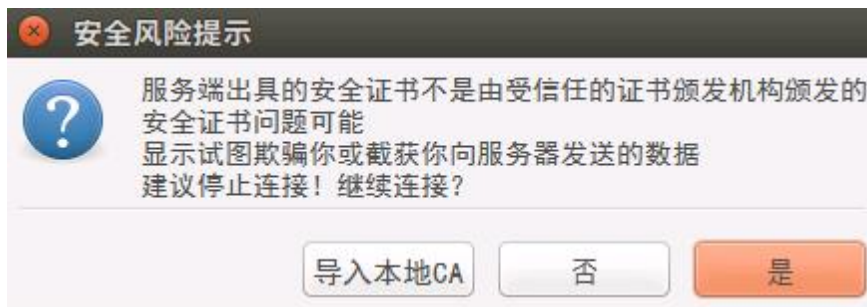 安全风险提示
服务端出具的安全证书不是由受信任的证书颁发机构颁发的
安全证书问题可能
显示试图欺骗你或截获你向服务器发送的数据
建议停止连接！继续连接？
导入本地CA
否
是